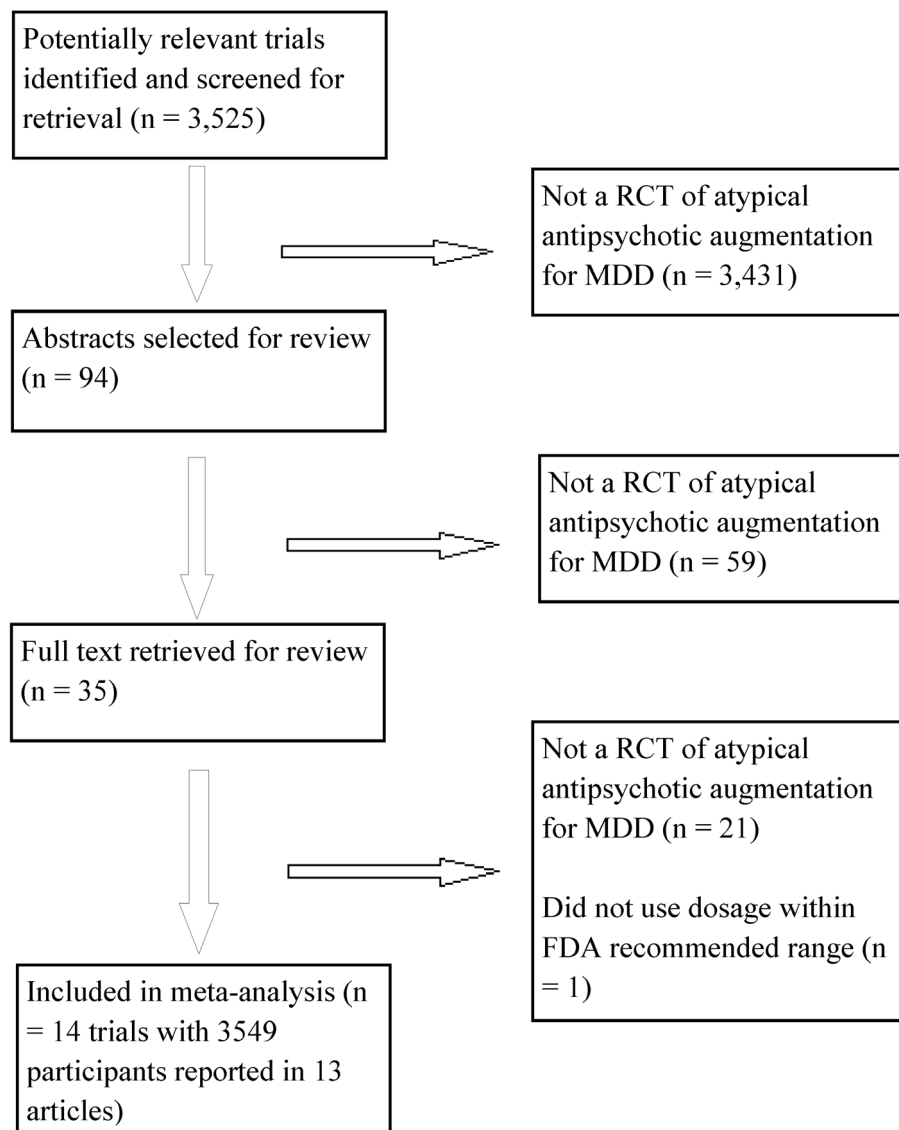 Potentially relevant trials
identified and screened for
retrieval (n = 3,525)
Not a RCT of atypical
antipsychotic augmentation
for MDD (n = 3,431)
Abstracts selected for review
(n = 94)
Not a RCT of atypical
antipsychotic augmentation
for MDD (n = 59)
Full text retrieved for review
(n = 35)
Not a RCT of atypical
antipsychotic augmentation
for MDD (n = 21)
Did not use dosage within
FDA recommended range (n
= 1)
Included in meta-analysis (n
= 14 trials with 3549
participants reported in 13
articles)